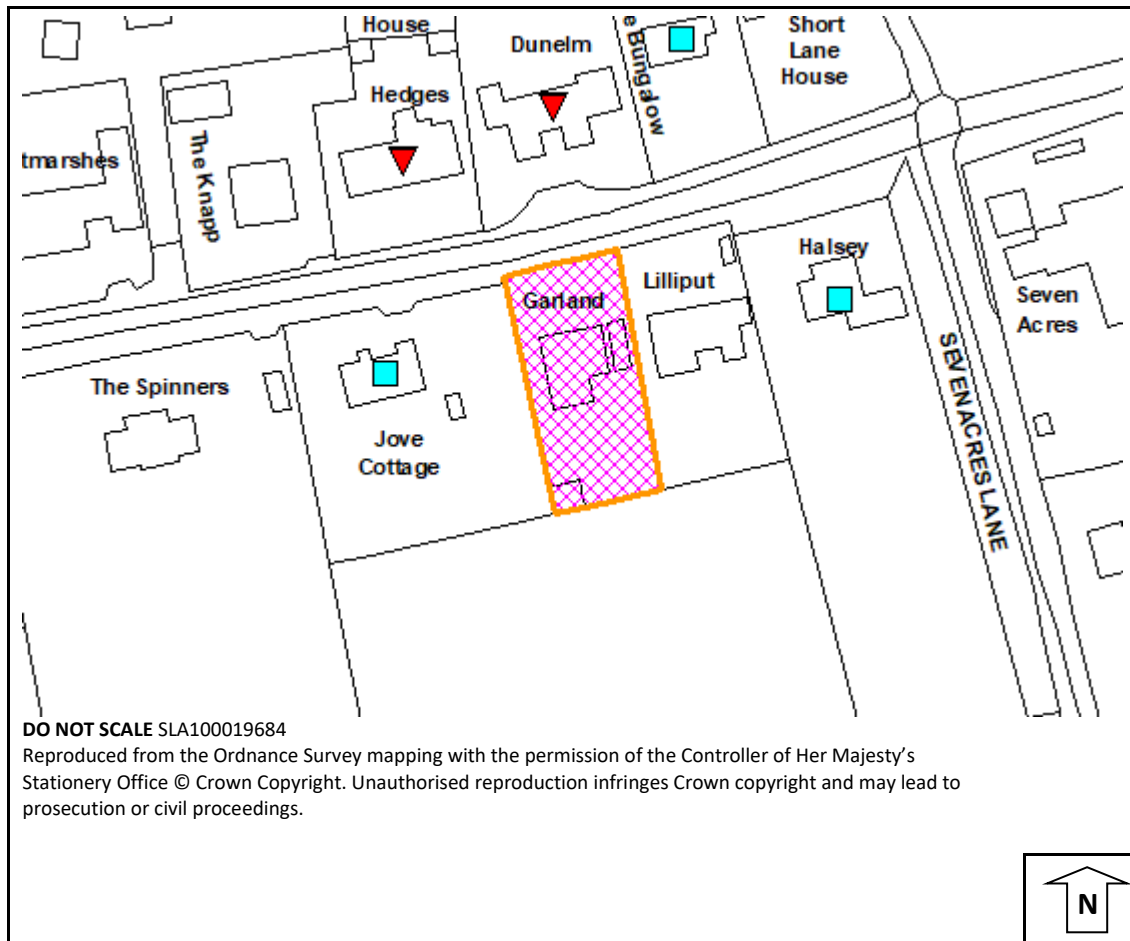 House
Dunelm
e Bungalow
Short
Lane
House
Hedges
tmarshes
The Knapp
Halsey
Lilliput
Garland
Seven
Acres
The Spinners
SEVEN ACRES LANE
Jove
Cottage
DO NOT SCALE SLA100019684
Reproduced from the Ordnance Survey mapping with the permission of the Controller of Her Majesty's
Stationery Office © Crown Copyright. Unauthorised reproduction infringes Crown copyright and may lead to
prosecution or civil proceedings.
N